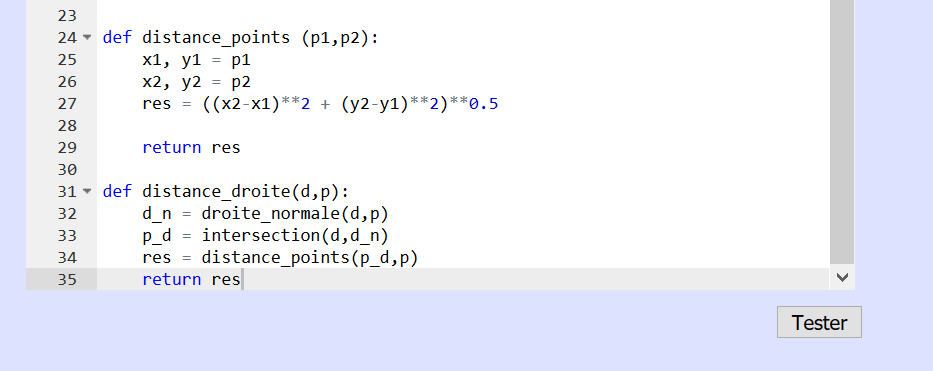 23
24 def distance_points (p1,p2):
25 x1, y1 = p1
26 x2, y2 = p2
27 res = ((x2-x1)**2 + (y2-y1)**2)**0.5
28
29 return res
30
31 def distance_droite(d,p):
32 d_n = droite_normale(d,p)
33 p_d = intersection(d,d_n)
34 res = distance_points(p_d,p)
35 return res
Tester